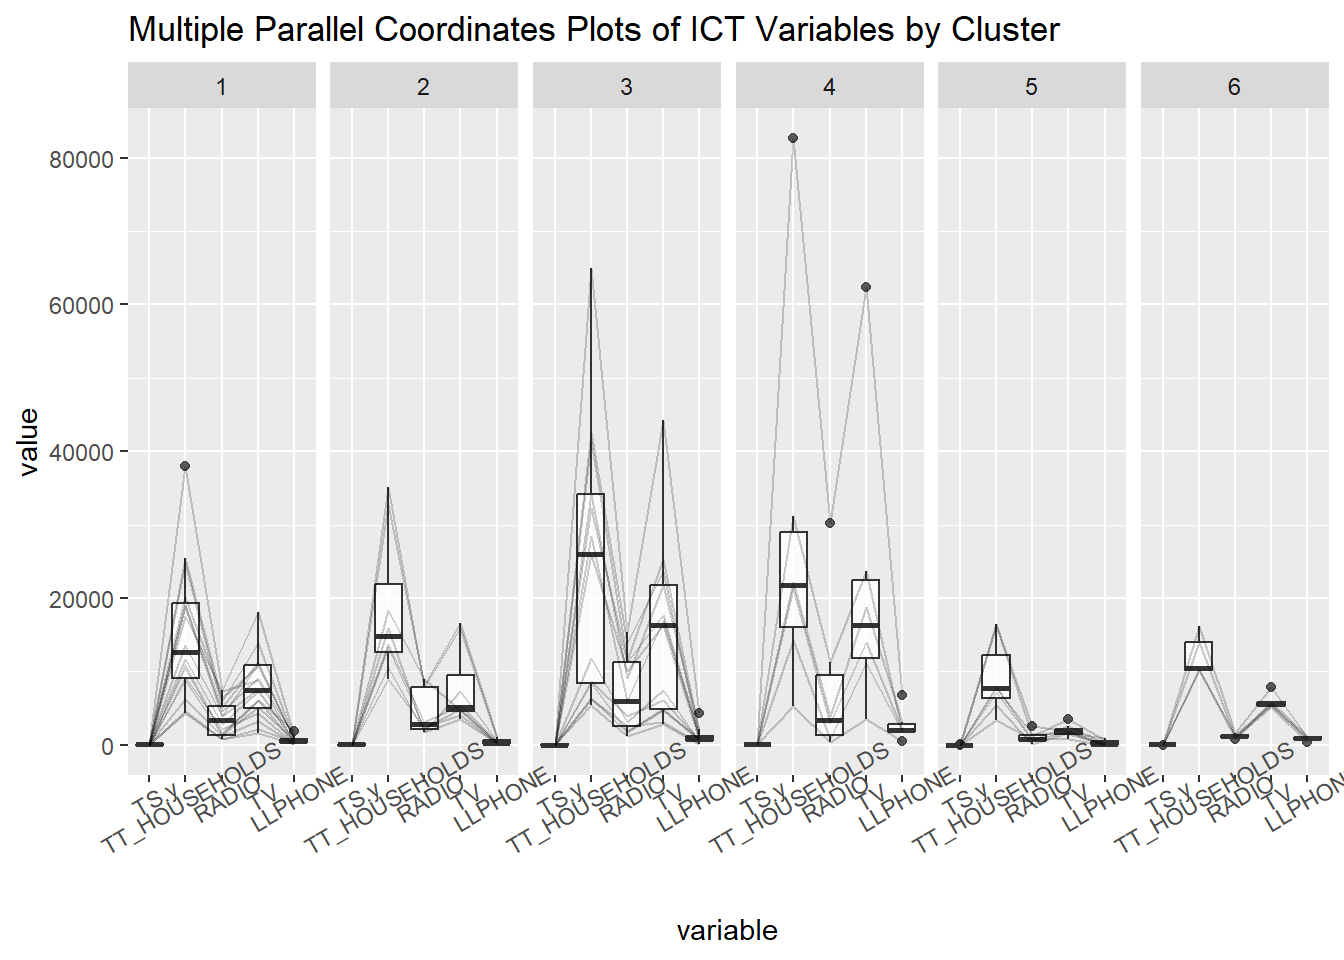 Multiple Parallel Coordinates Plots of ICT Variables by Cluster
1 2 3 4 5 6
80000
60000
40000
20000
0
value
TS.y TT_HOUSEHOLDS RADIO TV LLPHONE
TS.y TT_HOUSEHOLDS RADIO TV LLPHONE
TS.y TT_HOUSEHOLDS RADIO TV LLPHONE
TS.y TT_HOUSEHOLDS RADIO TV LLPHONE
TS.y TT_HOUSEHOLDS RADIO TV LLPHONE
TS.y TT_HOUSEHOLDS RADIO TV LLPHON
variable